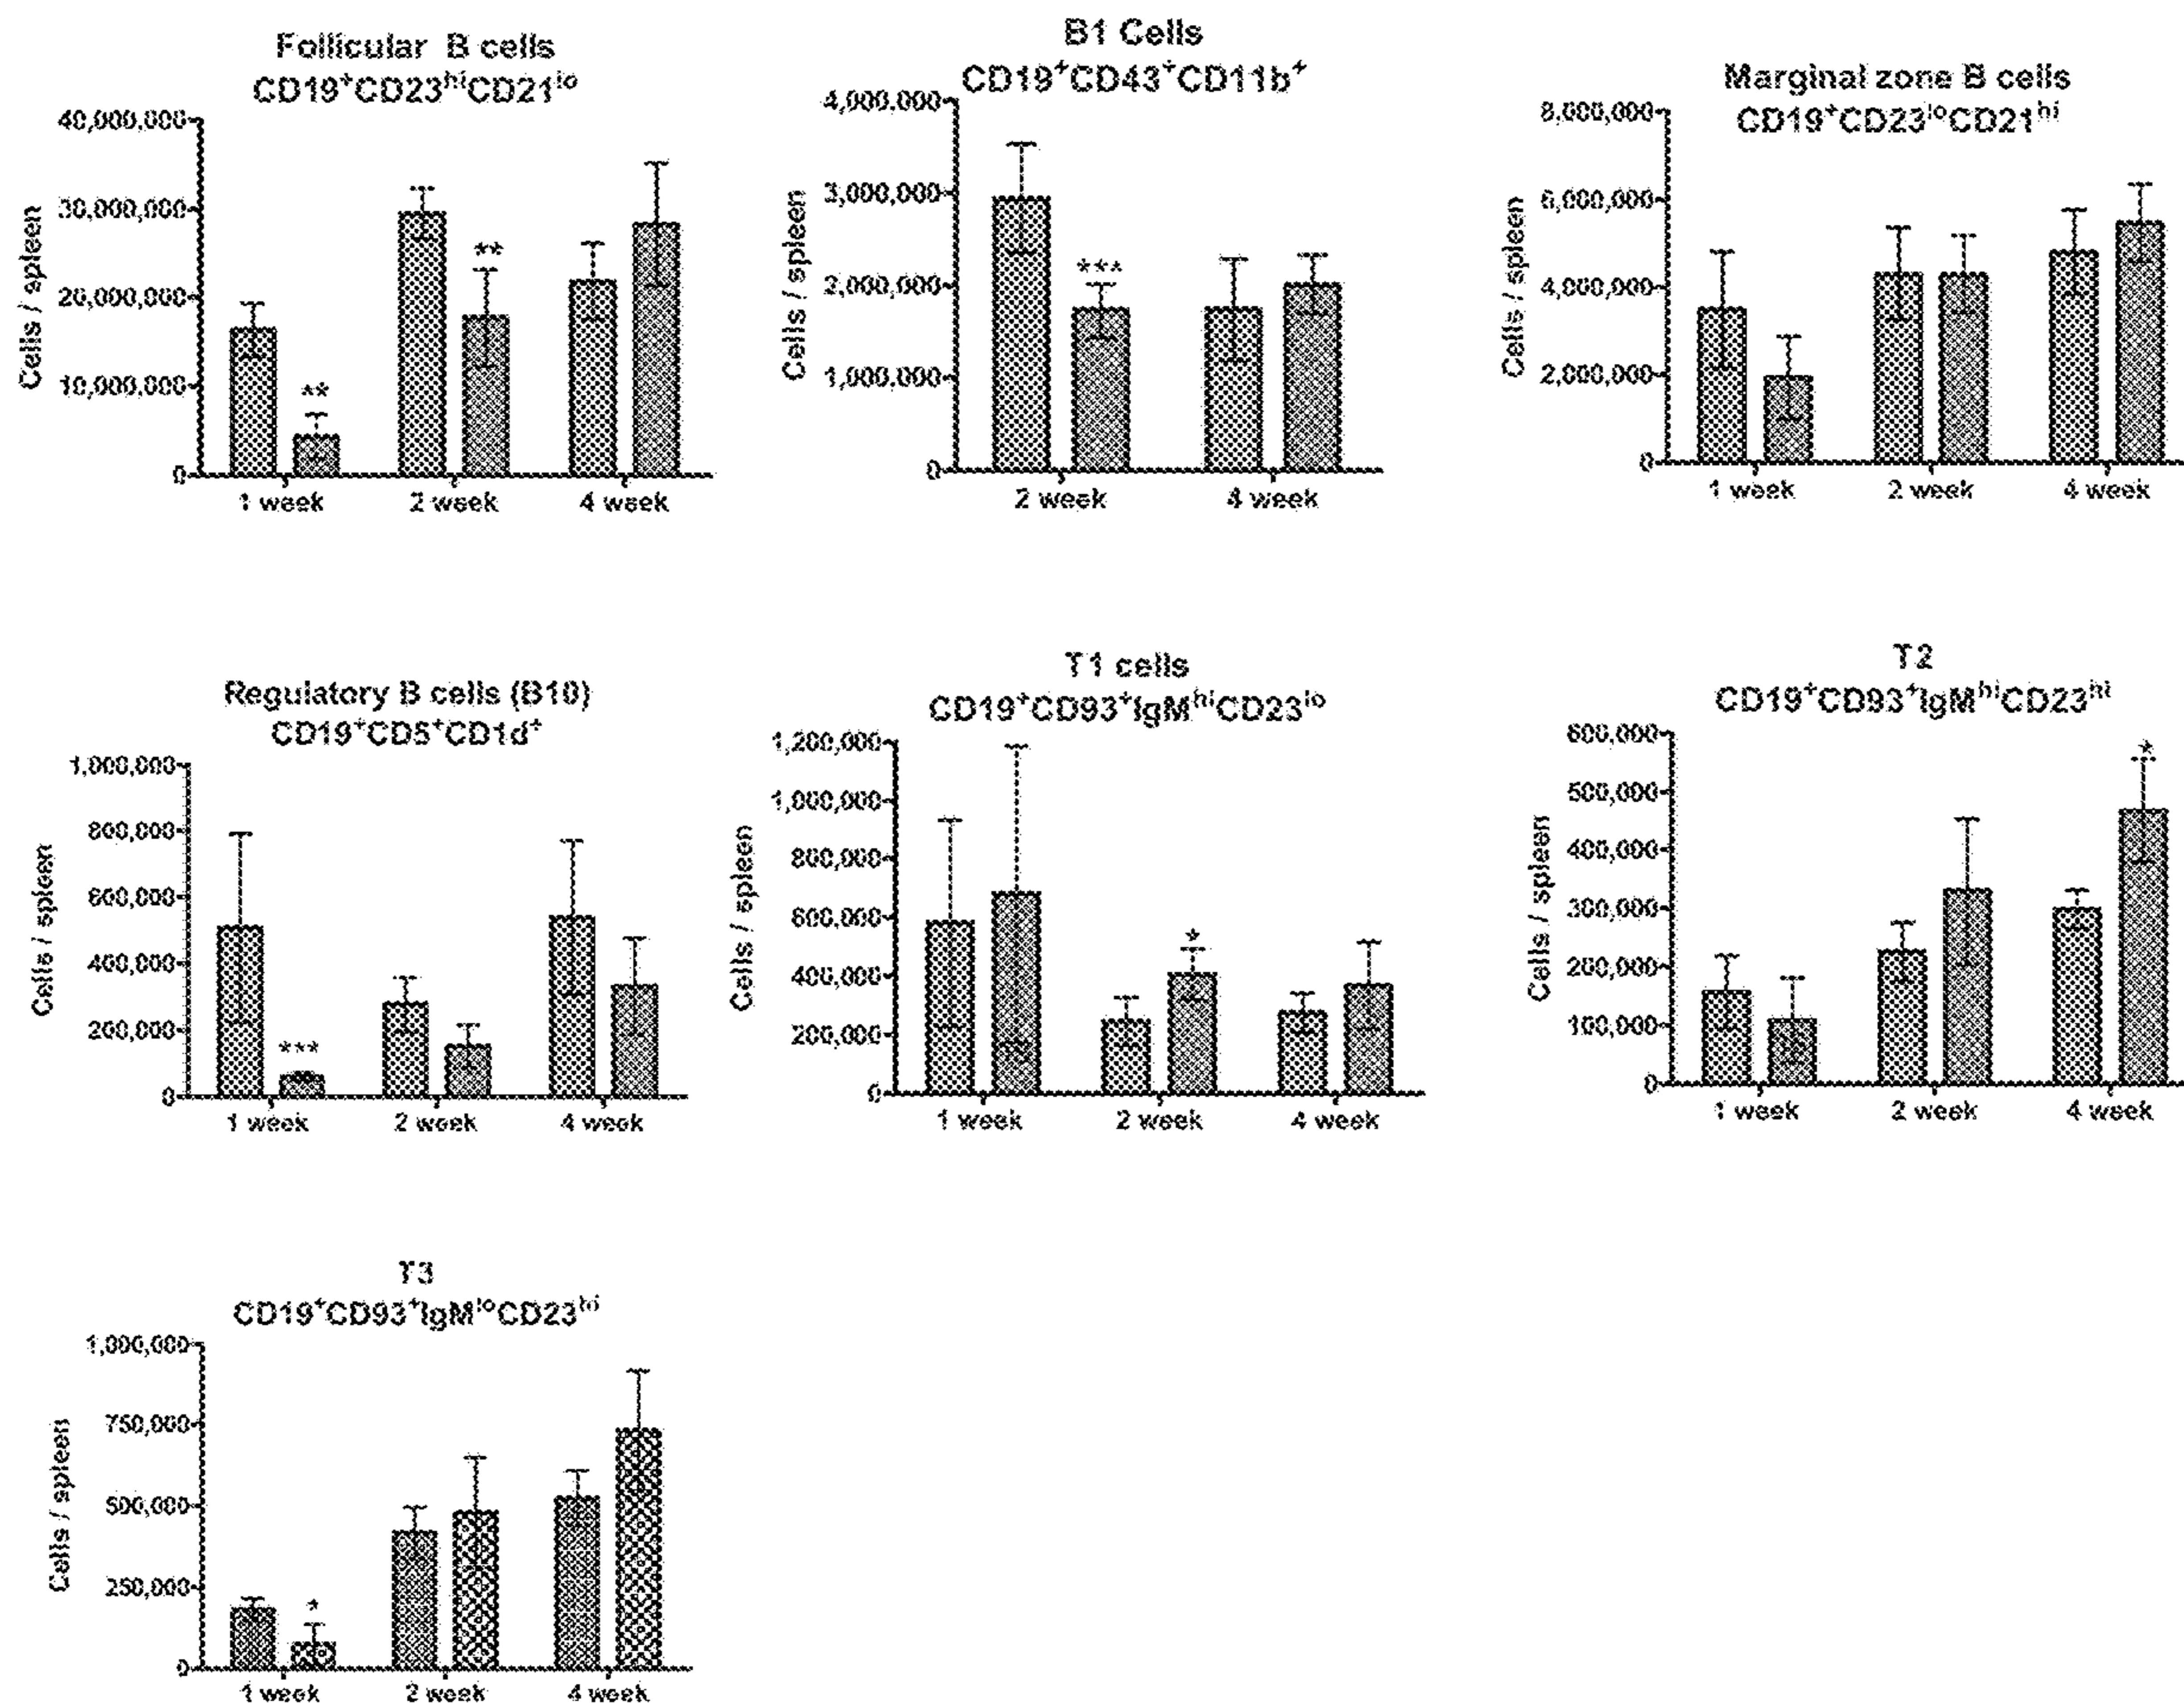 Follicular B cells
CD19⁺CD23ʰⁱCD21ˡᵒ
40,000,000
30,000,000
20,000,000
10,000,000
0
Cells / spleen
**
**
1 week 2 week 4 week
B1 Cells
CD19⁺CD43⁺CD11b⁺
4,000,000
3,000,000
2,000,000
1,000,000
0
Cells / spleen
***
2 week 4 week
Marginal zone B cells
CD19⁺CD23ˡᵒCD21ʰⁱ
8,000,000
6,000,000
4,000,000
2,000,000
0
Cells / spleen
1 week 2 week 4 week
Regulatory B cells (B10)
CD19⁺CD5⁺CD1d⁺
1,000,000
800,000
600,000
400,000
200,000
0
Cells / spleen
***
1 week 2 week 4 week
T1 cells
CD19⁺CD93⁺IgMʰⁱCD23ˡᵒ
1,200,000
1,000,000
800,000
600,000
400,000
200,000
0
Cells / spleen
*
1 week 2 week 4 week
T2
CD19⁺CD93⁺IgMʰⁱCD23ʰⁱ
600,000
500,000
400,000
300,000
200,000
100,000
0
Cells / spleen
*
1 week 2 week 4 week
T3
CD19⁺CD93⁺IgMˡᵒCD23ʰⁱ
1,000,000
750,000
500,000
250,000
0
Cells / spleen
*
1 week 2 week 4 week